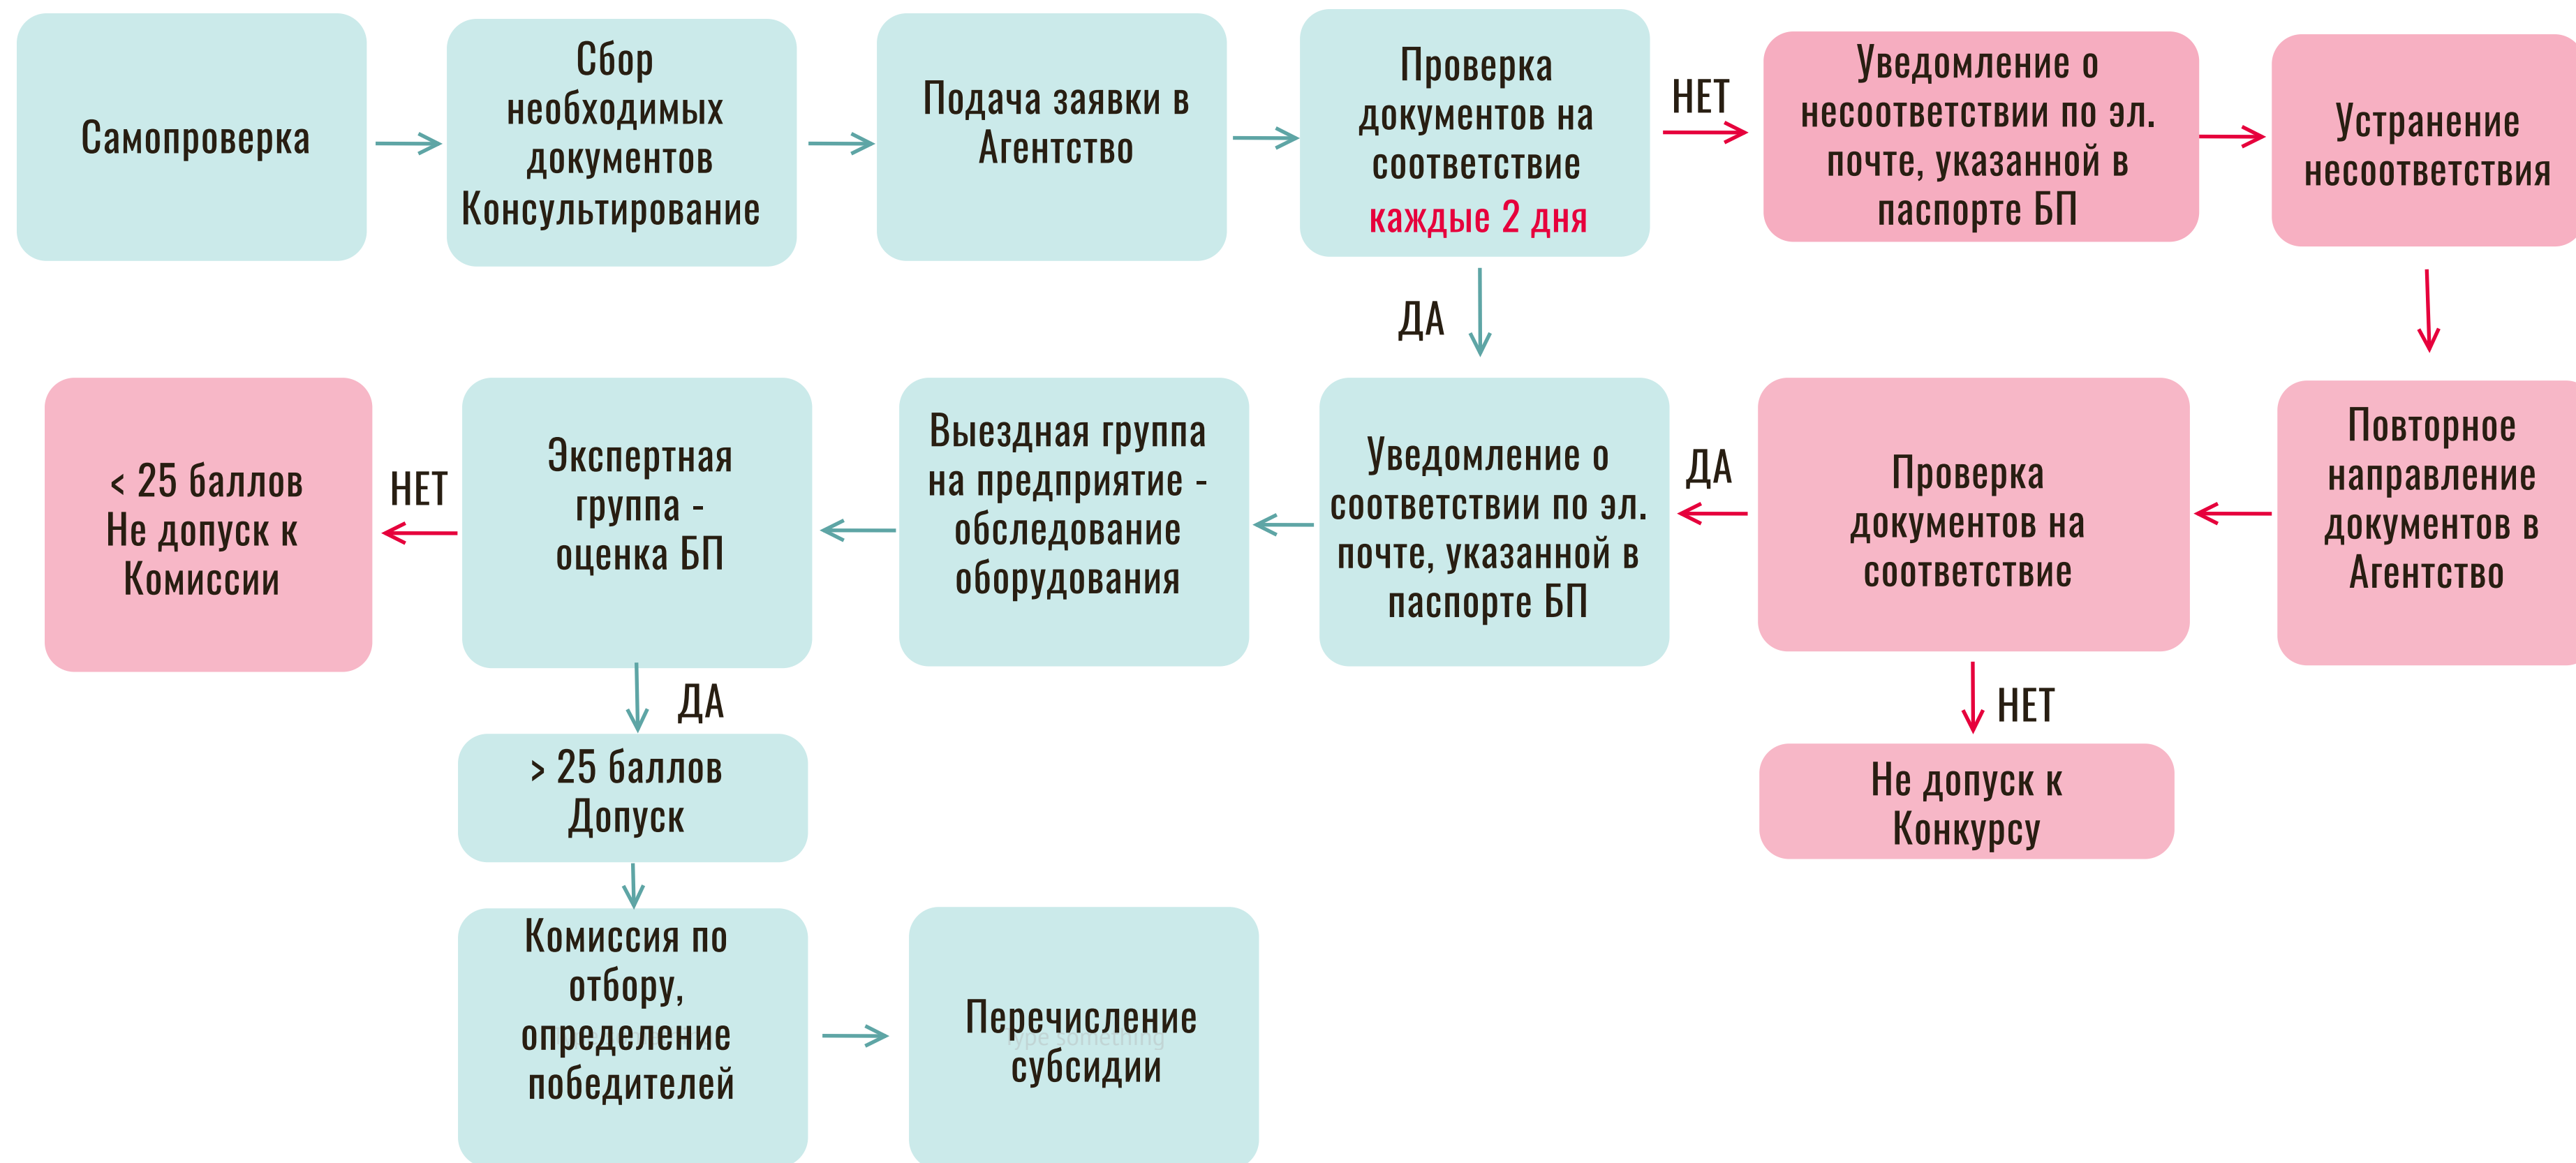 Самопроверка
Сбор
необходимых
документов
Консультирование
Подача заявки в
Агентство
Проверка
документов на
соответствие
каждые 2 дня
НЕТ
Уведомление о
несоответствии по эл.
почте, указанной в
паспорте БП
Устранение
несоответствия
ДА
< 25 баллов
Не допуск к
Комиссии
НЕТ
Экспертная
группа -
оценка БП
Выездная группа
на предприятие -
обследование
оборудования
Уведомление о
соответствии по эл.
почте, указанной в
паспорте БП
ДА
Проверка
документов на
соответствие
Повторное
направление
документов в
Агентство
ДА
НЕТ
> 25 баллов
Допуск
Не допуск к
Конкурсу
Комиссия по
отбору,
определение
победителей
Перечисление
Type something
субсидии